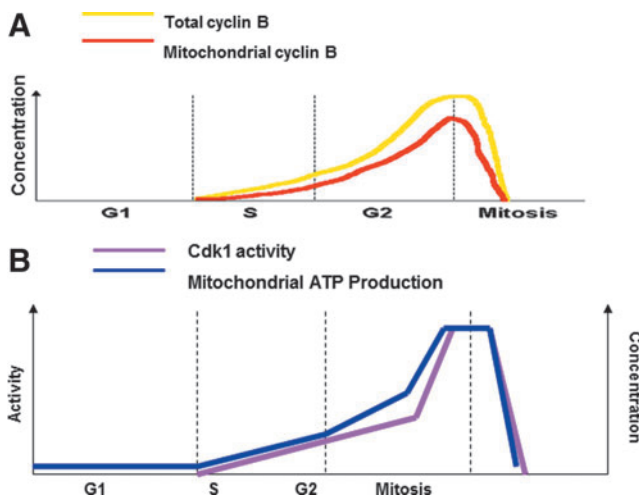 A
Total cyclin B
Mitochondrial cyclin B
Concentration
G1 S G2 Mitosis
B
Cdk1 activity
Mitochondrial ATP Production
Activity
Concentration
G1 S G2 Mitosis